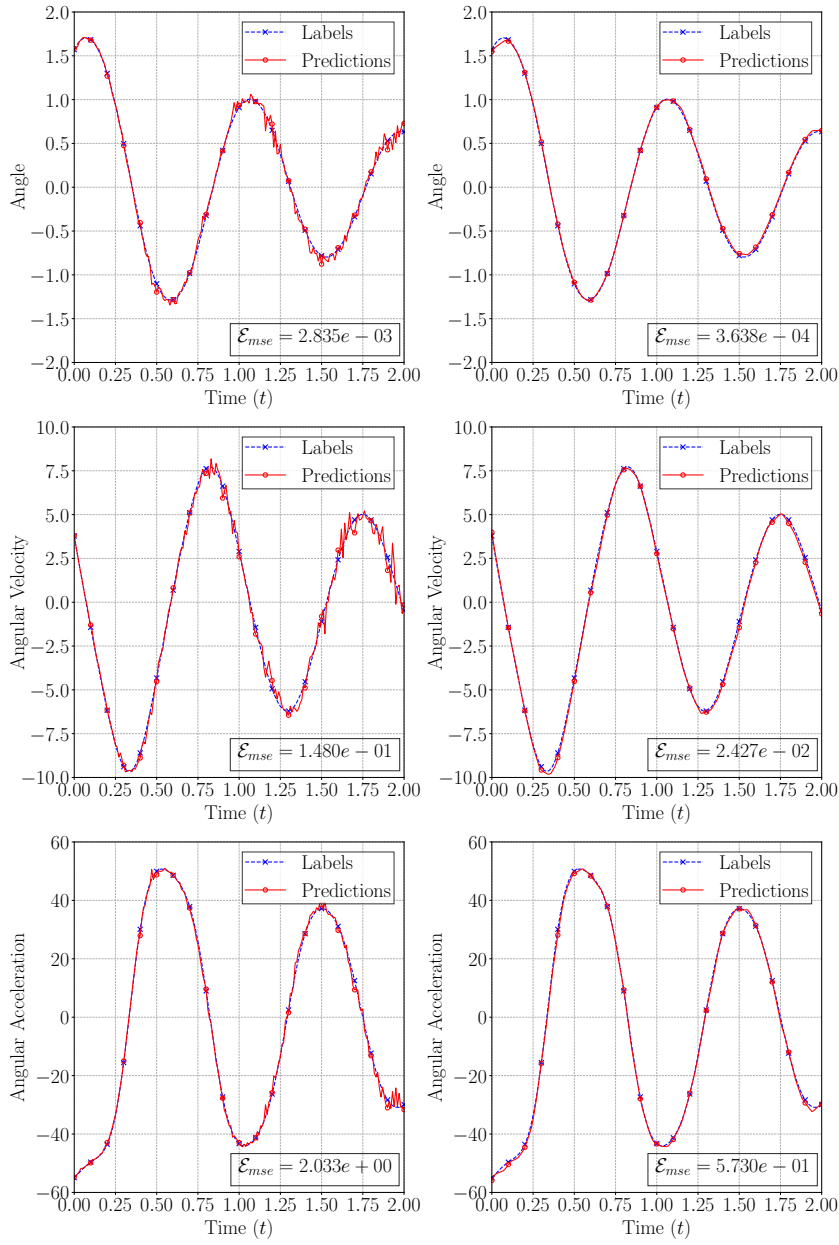 2.0
1.5
1.0
0.5
0.0
−0.5
−1.0
−1.5
−2.0
Angle
Labels
Predictions
𝓔mse = 2.835e − 03
0.00 0.25 0.50 0.75 1.00 1.25 1.50 1.75 2.00
Time (t)
2.0
1.5
1.0
0.5
0.0
−0.5
−1.0
−1.5
−2.0
Angle
Labels
Predictions
𝓔mse = 3.638e − 04
0.00 0.25 0.50 0.75 1.00 1.25 1.50 1.75 2.00
Time (t)
10.0
7.5
5.0
2.5
0.0
−2.5
−5.0
−7.5
−10.0
Angular Velocity
Labels
Predictions
𝓔mse = 1.480e − 01
0.00 0.25 0.50 0.75 1.00 1.25 1.50 1.75 2.00
Time (t)
10.0
7.5
5.0
2.5
0.0
−2.5
−5.0
−7.5
−10.0
Angular Velocity
Labels
Predictions
𝓔mse = 2.427e − 02
0.00 0.25 0.50 0.75 1.00 1.25 1.50 1.75 2.00
Time (t)
60
40
20
0
−20
−40
−60
Angular Acceleration
Labels
Predictions
𝓔mse = 2.033e + 00
0.00 0.25 0.50 0.75 1.00 1.25 1.50 1.75 2.00
Time (t)
60
40
20
0
−20
−40
−60
Angular Acceleration
Labels
Predictions
𝓔mse = 5.730e − 01
0.00 0.25 0.50 0.75 1.00 1.25 1.50 1.75 2.00
Time (t)